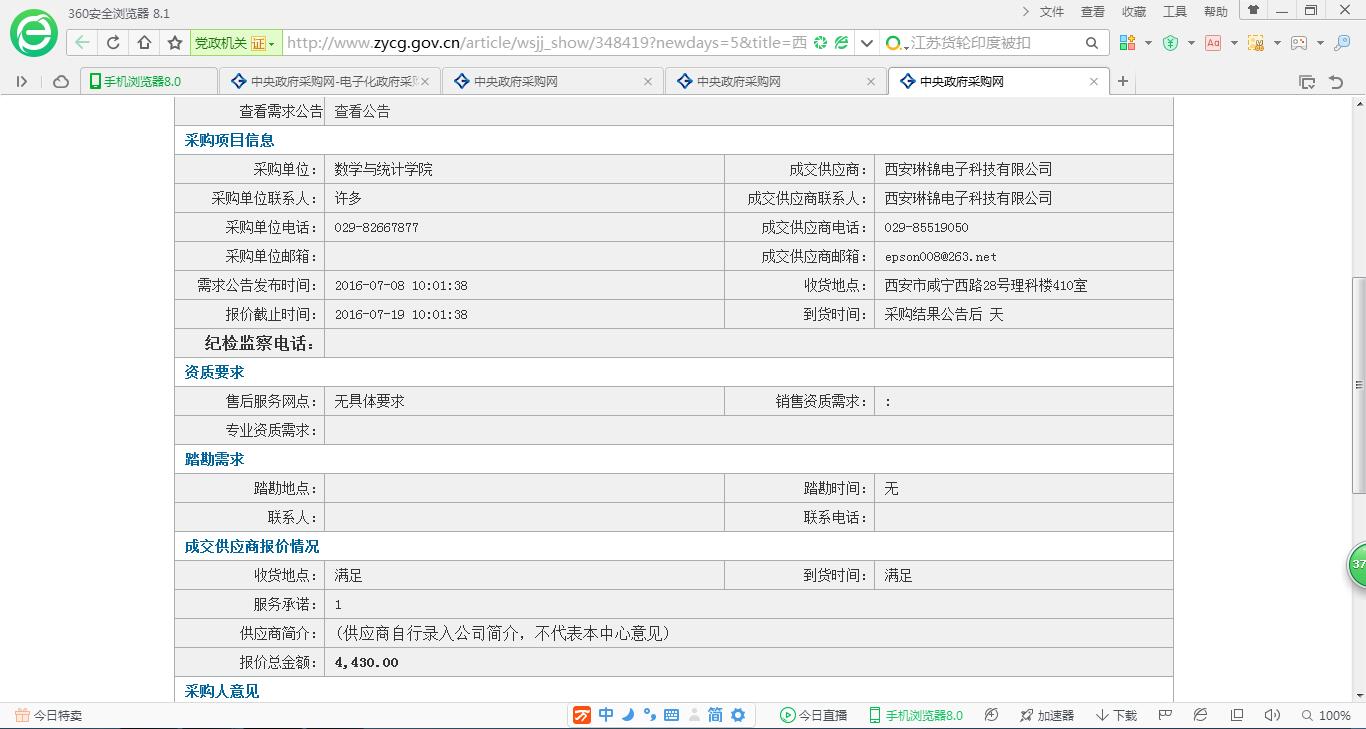 360安全浏览器 8.1
文件 查看 收藏 工具 帮助
党政机关 证 http://www.zycg.gov.cn/article/wsjj_show/348419?newdays=5&title=西 江苏货轮印度被扣
手机浏览器8.0 中央政府采购网-电子化政府采购 中央政府采购网 中央政府采购网 中央政府采购网
查看需求公告 查看公告
采购项目信息
采购单位： 数学与统计学院 成交供应商： 西安琳锦电子科技有限公司
采购单位联系人： 许多 成交供应商联系人： 西安琳锦电子科技有限公司
采购单位电话： 029-82667877 成交供应商电话： 029-85519050
采购单位邮箱： 成交供应商邮箱： epson008@263.net
需求公告发布时间： 2016-07-08 10:01:38 收货地点： 西安市咸宁西路28号理科楼410室
报价截止时间： 2016-07-19 10:01:38 到货时间： 采购结果公告后 天
纪检监察电话：
资质要求
售后服务网点： 无具体要求 销售资质需求： ：
专业资质需求：
踏勘需求
踏勘地点： 踏勘时间： 无
联系人： 联系电话：
成交供应商报价情况
收货地点： 满足 到货时间： 满足
服务承诺： 1
供应商简介： (供应商自行录入公司简介，不代表本中心意见)
报价总金额： 4,430.00
采购人意见
37
今日特卖 中 简 今日直播 手机浏览器8.0 加速器 下载 100%